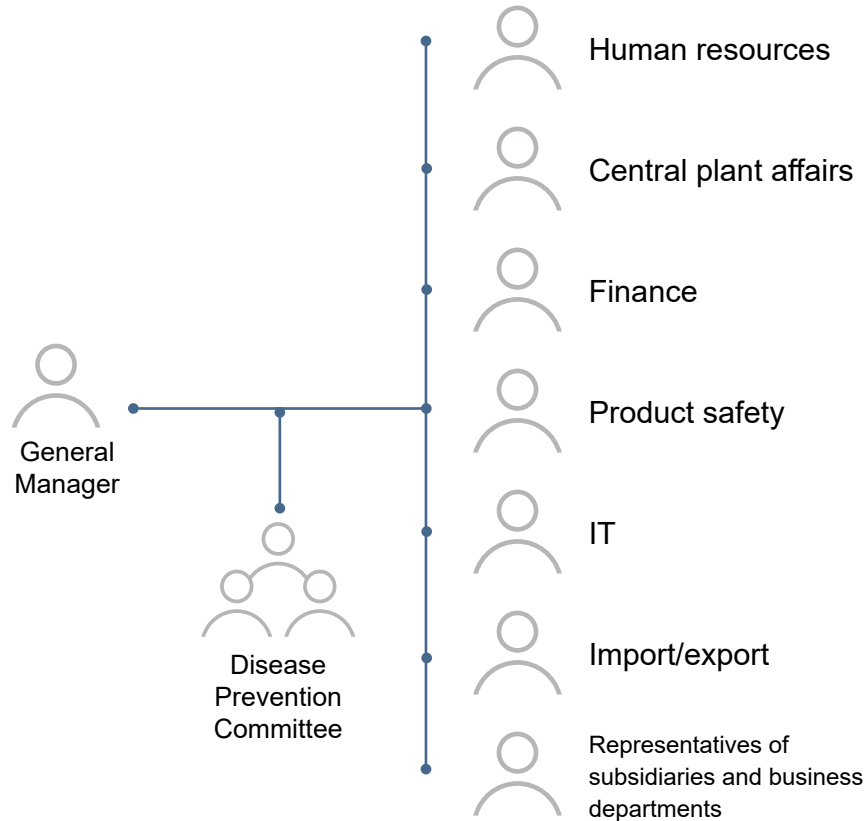 Human resources
Central plant affairs
Finance
Product safety
General
Manager
IT
Disease
Prevention
Committee
Import/export
Representatives of
subsidiaries and business
departments